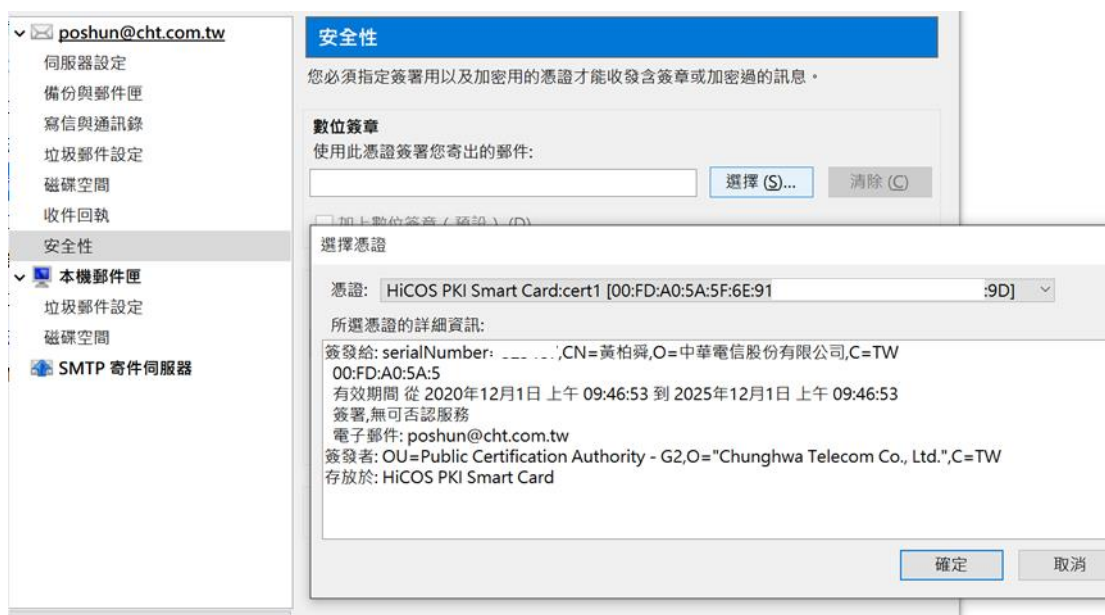 poshun@cht.com.tw
伺服器設定
備份與郵件匣
寫信與通訊錄
垃圾郵件設定
磁碟空間
收件回執
安全性
本機郵件匣
垃圾郵件設定
磁碟空間
SMTP 寄件伺服器
安全性
您必須指定簽署用以及加密用的憑證才能收發含簽章或加密過的訊息。
數位簽章
使用此憑證簽署您寄出的郵件:
選擇 (S)...
清除 (C)
加上數位簽章 ( 預設 ) (D)
選擇憑證
憑證:
HiCOS PKI Smart Card:cert1 [00:FD:A0:5A:5F:6E:91 :9D]
所選憑證的詳細資訊:
簽發給: serialNumber= ,CN=黃柏舜,O=中華電信股份有限公司,C=TW
00:FD:A0:5A:5
有效期間 從 2020年12月1日 上午 09:46:53 到 2025年12月1日 上午 09:46:53
簽署,無可否認服務
電子郵件: poshun@cht.com.tw
簽發者: OU=Public Certification Authority - G2,O="Chunghwa Telecom Co., Ltd.",C=TW
存放於: HiCOS PKI Smart Card
確定
取消